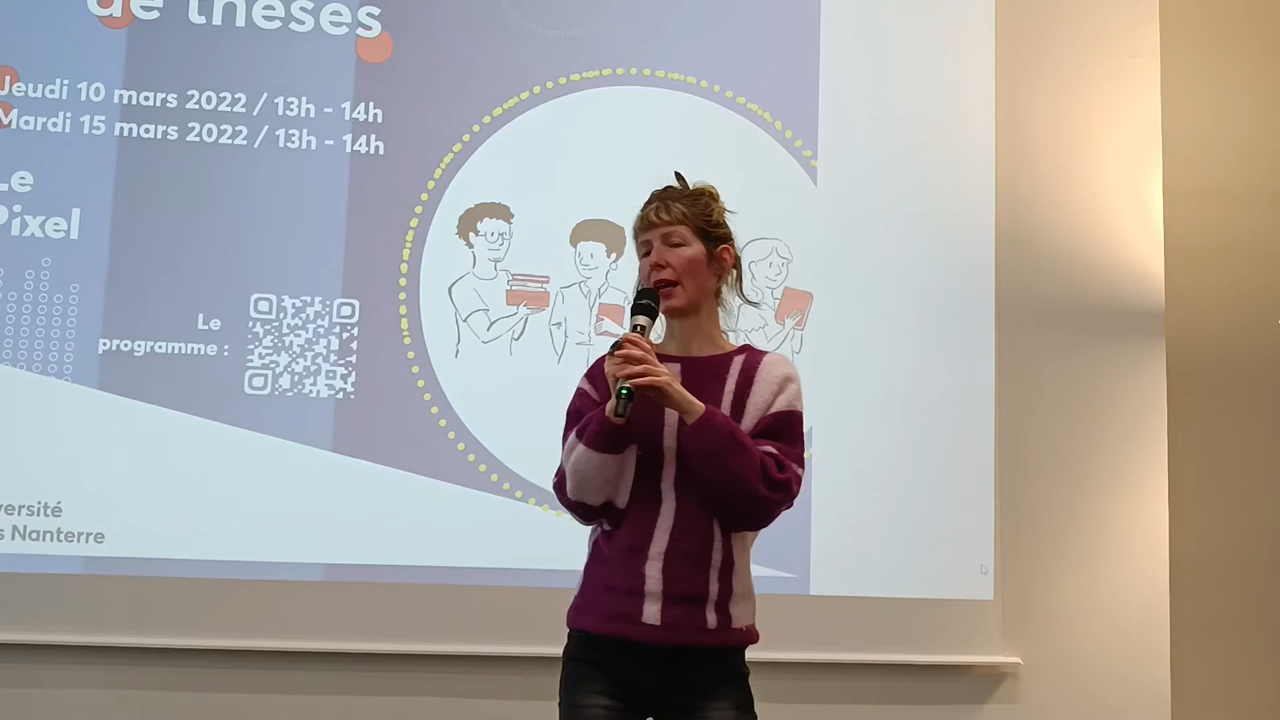 de thèses
Jeudi 10 mars 2022 / 13h - 14h
Mardi 15 mars 2022 / 13h - 14h
Le
Pixel
Le
programme :
versité
s Nanterre